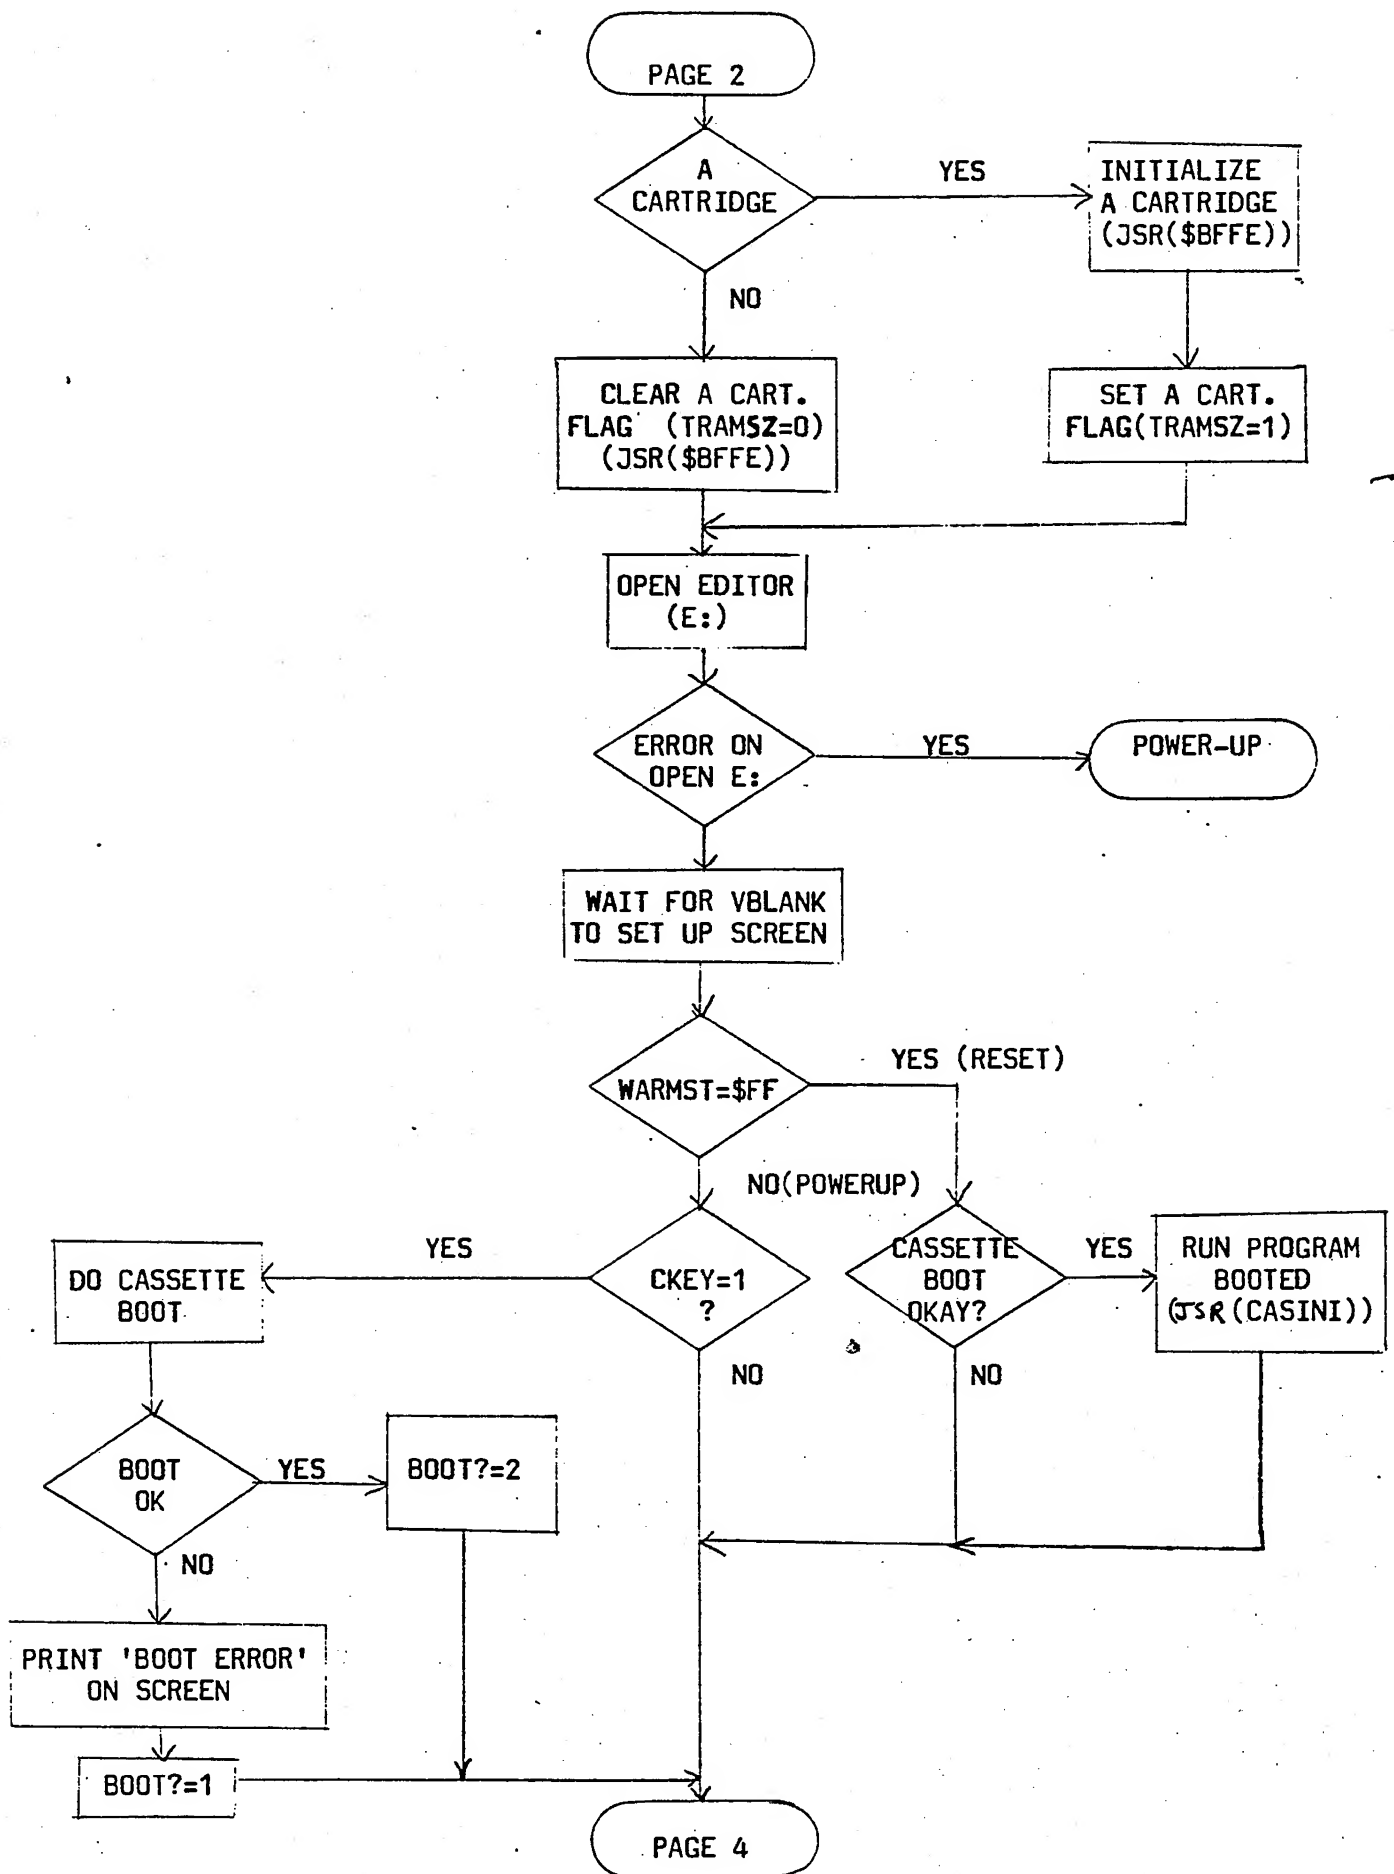 PAGE 2
A
CARTRIDGE
YES
INITIALIZE
A CARTRIDGE
(JSR($BFFE))
NO
CLEAR A CART.
FLAG (TRAMSZ=0)
(JSR($BFFE))
SET A CART.
FLAG(TRAMSZ=1)
OPEN EDITOR
(E:)
ERROR ON
OPEN E:
YES
POWER-UP
WAIT FOR VBLANK
TO SET UP SCREEN
WARMST=$FF
YES (RESET)
NO(POWERUP)
CKEY=1
?
YES
NO
CASSETTE
BOOT
OKAY?
YES
NO
RUN PROGRAM
BOOTED
(JSR(CASINI))
DO CASSETTE
BOOT
BOOT
OK
YES
BOOT?=2
NO
PRINT 'BOOT ERROR'
ON SCREEN
BOOT?=1
PAGE 4